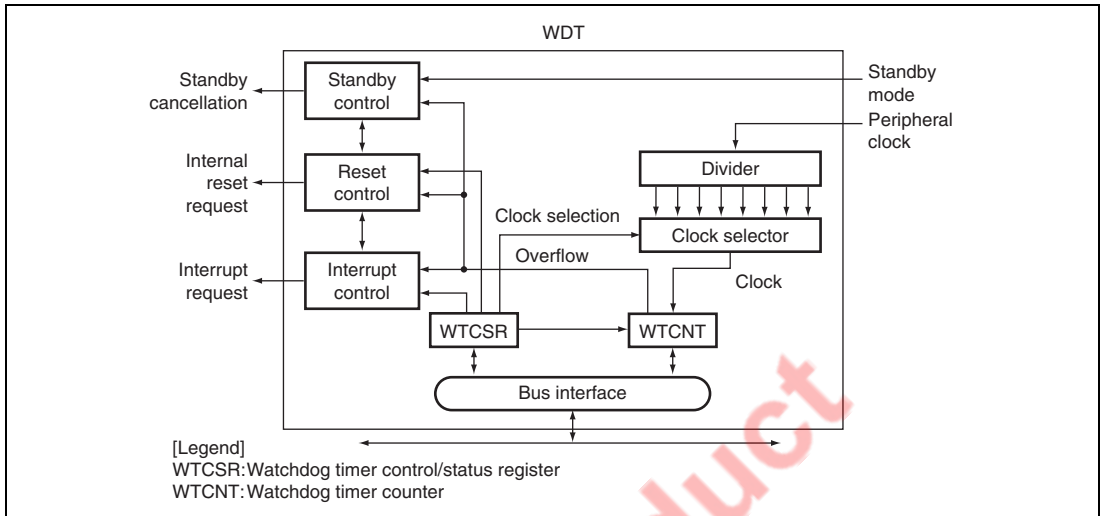 WDT
Standby
cancellation
Standby
control
Standby
mode
Peripheral
clock
Internal
reset
request
Reset
control
Divider
Clock selection
Clock selector
Interrupt
request
Interrupt
control
Overflow
Clock
WTCSR
WTCNT
Bus interface
[Legend]
WTCSR: Watchdog timer control/status register
WTCNT: Watchdog timer counter
duct